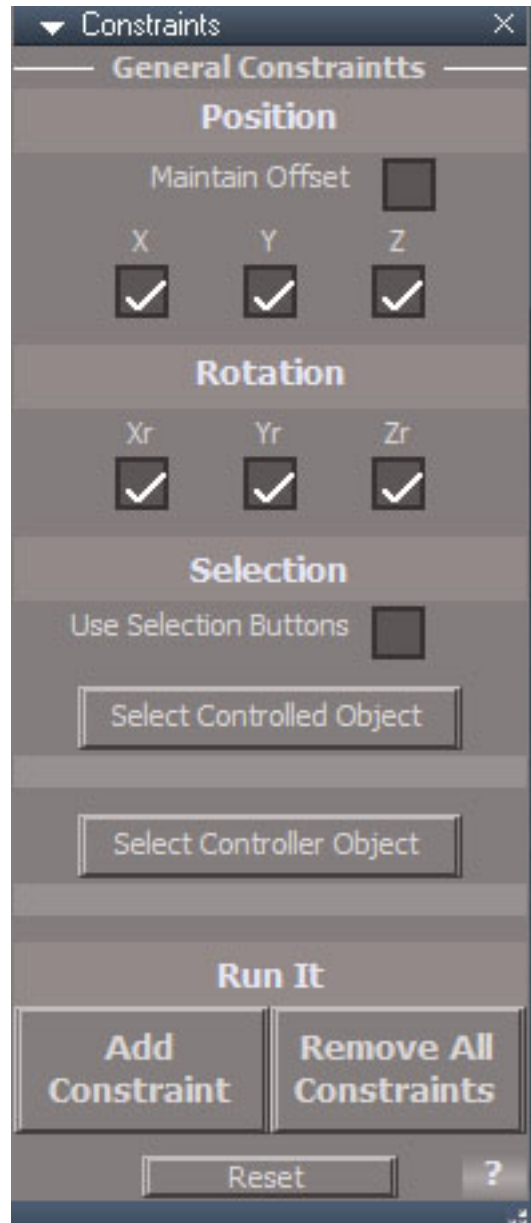 Constraints
General Constraintts
Position
Maintain Offset
X Y Z
Rotation
Xr Yr Zr
Selection
Use Selection Buttons
Select Controlled Object
Select Controller Object
Run It
Add Constraint
Remove All Constraints
Reset ?